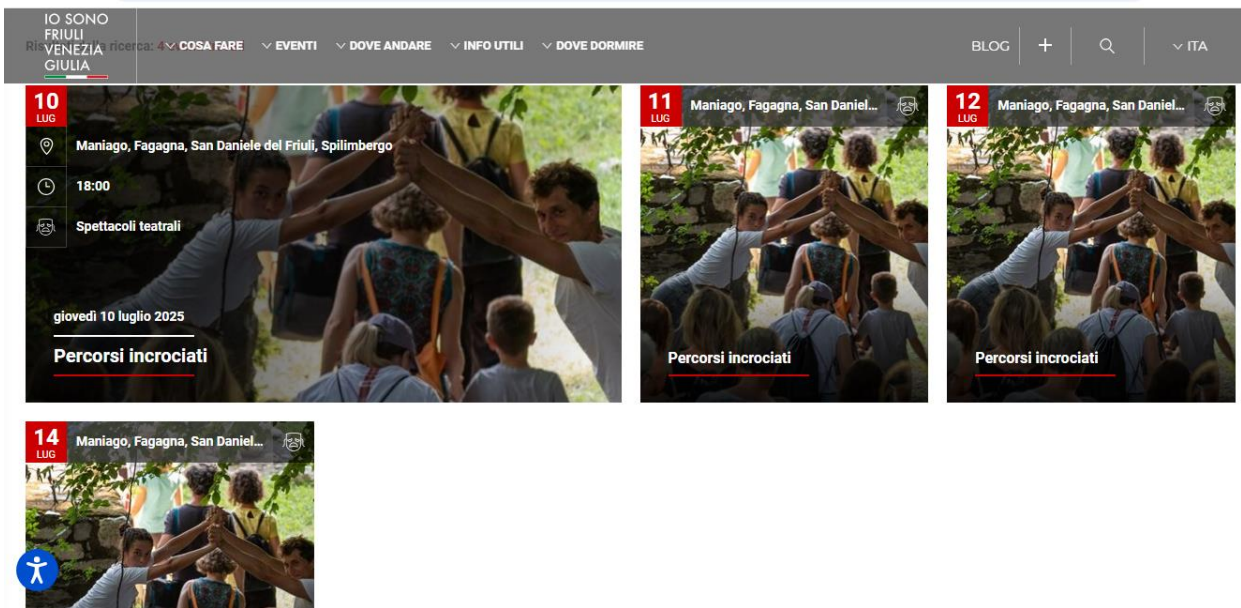 IO SONO
FRIULI
VENEZIA
GIULIA
COSA FARE
EVENTI
DOVE ANDARE
INFO UTILI
DOVE DORMIRE
BLOG
+
ITA
10
LUG
Maniago, Fagagna, San Daniele del Friuli, Spilimbergo
18:00
Spettacoli teatrali
giovedì 10 luglio 2025
Percorsi incrociati
11
LUG
Maniago, Fagagna, San Daniel...
Percorsi incrociati
12
LUG
Maniago, Fagagna, San Daniel...
Percorsi incrociati
14
LUG
Maniago, Fagagna, San Daniel...